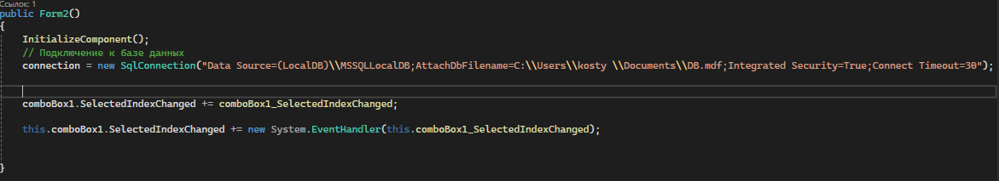 Ссылок: 1
public Form2()
{
InitializeComponent();
// Подключение к базе данных
connection = new SqlConnection("Data Source=(LocalDB)\\MSSQLLocalDB;AttachDbFilename=C:\\Users\\kosty \\Documents\\DB.mdf;Integrated Security=True;Connect Timeout=30");
comboBox1.SelectedIndexChanged += comboBox1_SelectedIndexChanged;
this.comboBox1.SelectedIndexChanged += new System.EventHandler(this.comboBox1_SelectedIndexChanged);
}